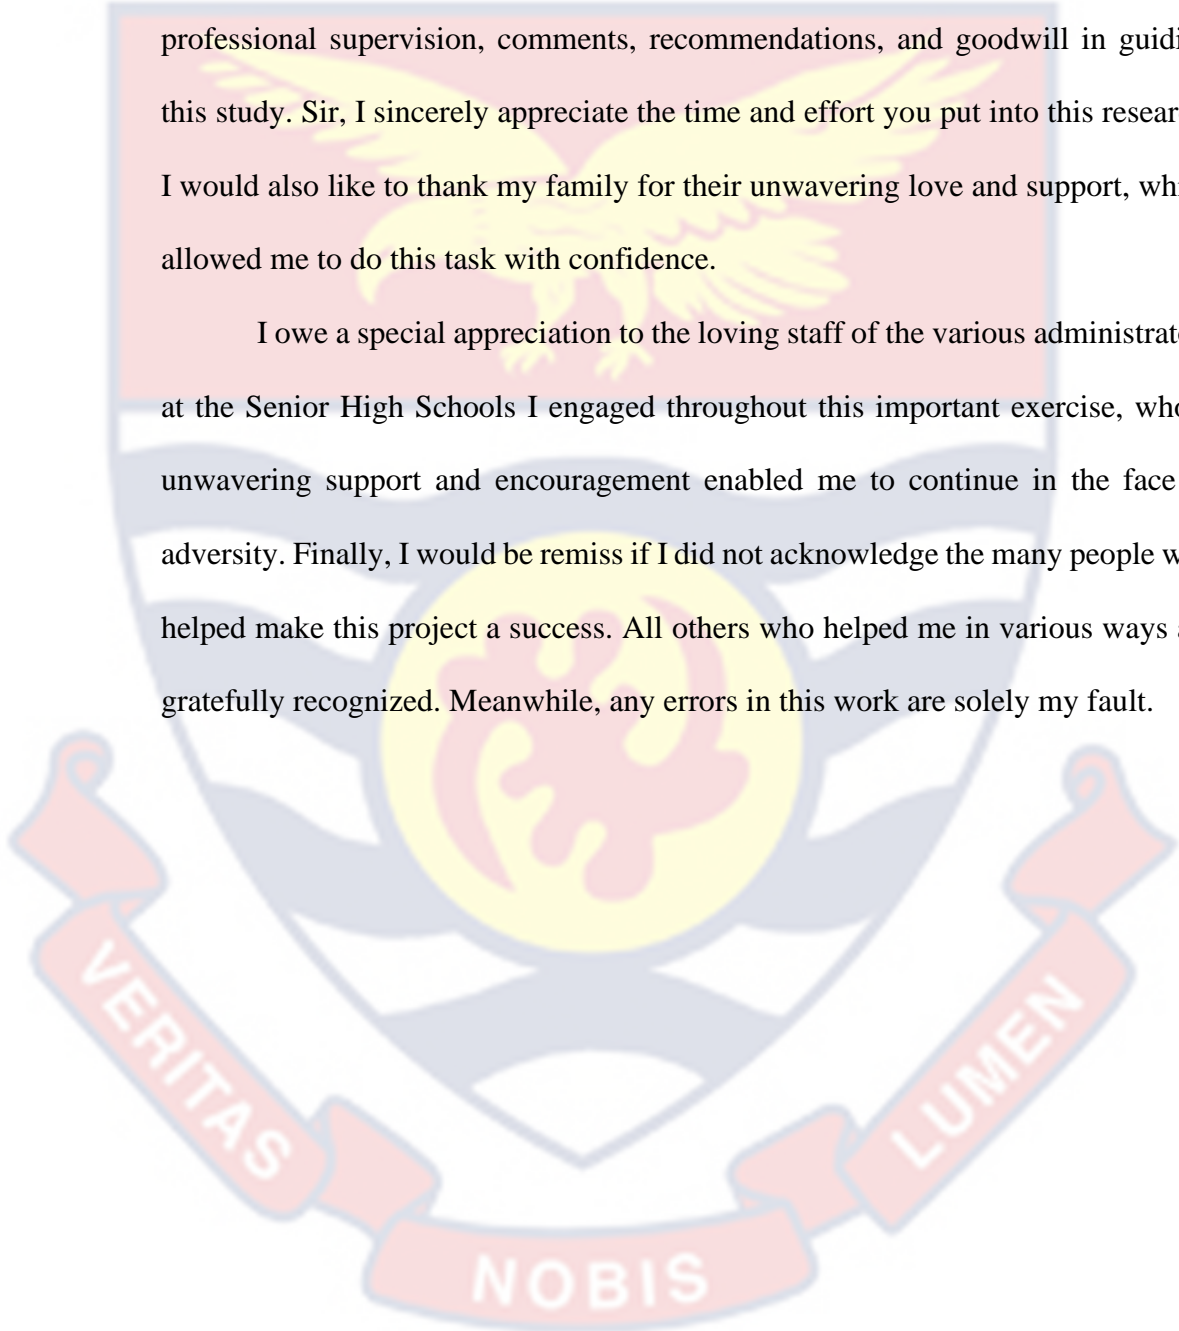 professional supervision, comments, recommendations, and goodwill in guidi
this study. Sir, I sincerely appreciate the time and effort you put into this resear
I would also like to thank my family for their unwavering love and support, whi
allowed me to do this task with confidence.
I owe a special appreciation to the loving staff of the various administrat
at the Senior High Schools I engaged throughout this important exercise, who
unwavering support and encouragement enabled me to continue in the face
adversity. Finally, I would be remiss if I did not acknowledge the many people w
helped make this project a success. All others who helped me in various ways a
gratefully recognized. Meanwhile, any errors in this work are solely my fault.
VERITAS
NOBIS
LUMEN